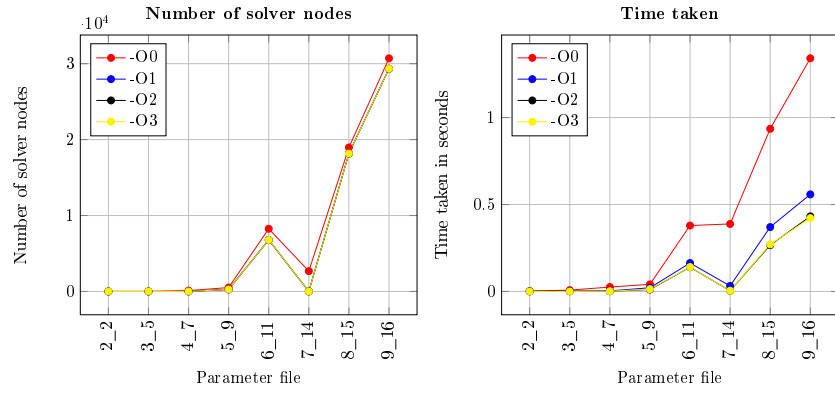 Number of solver nodes
·10⁴
Number of solver nodes
3
2
1
0
-O0
-O1
-O2
-O3
2_2
3_5
4_7
5_9
6_11
7_14
8_15
9_16
Parameter file
Time taken
Time taken in seconds
1
0.5
0
-O0
-O1
-O2
-O3
2_2
3_5
4_7
5_9
6_11
7_14
8_15
9_16
Parameter file